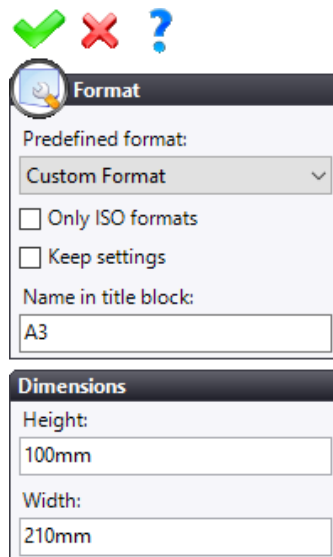 ?
Format
Predefined format:
Custom Format
Only ISO formats
Keep settings
Name in title block:
A3
Dimensions
Height:
100mm
Width:
210mm